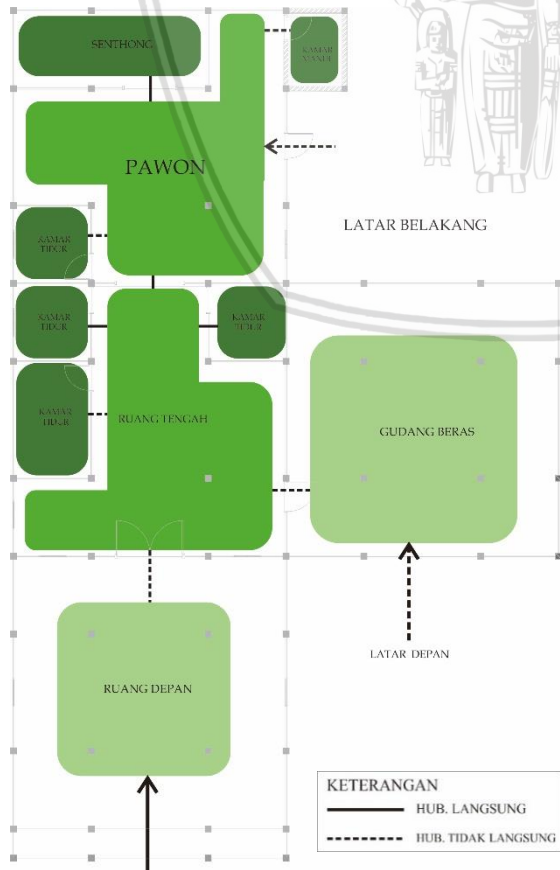 SENTHONG
KAMAR
MANDI
PAWON
LATAR BELAKANG
KAMAR
TIDUR
KAMAR
TIDUR
KAMAR
TIDUR
KAMAR
TIDUR
RUANG TENGAH
GUDANG BERAS
LATAR DEPAN
RUANG DEPAN
KETERANGAN
HUB. LANGSUNG
HUB. TIDAK LANGSUNG